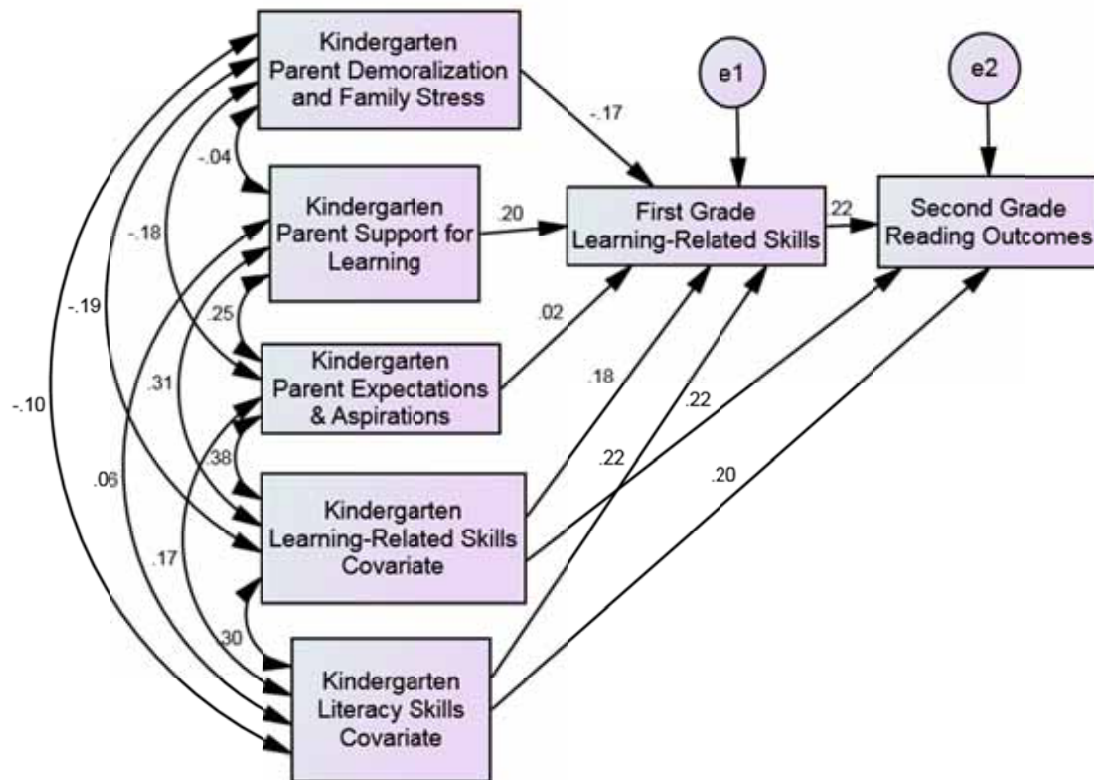 Kindergarten
Parent Demoralization
and Family Stress
e1
e2
-.17
-.04
Kindergarten
Parent Support for
Learning
.20
First Grade
Learning-Related Skills
.22
Second Grade
Reading Outcomes
-.18
-.19
.25
.02
Kindergarten
Parent Expectations
& Aspirations
.31
.18
-.10
.22
.38
.22
.06
.20
Kindergarten
Learning-Related Skills
Covariate
.17
.30
Kindergarten
Literacy Skills
Covariate